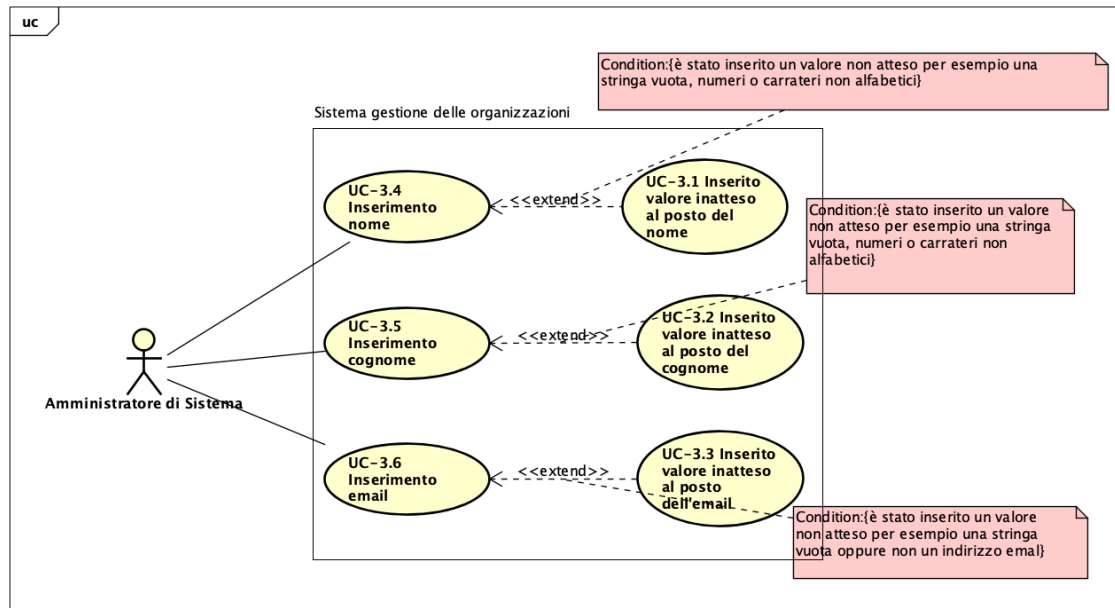 uc
Condition:{è stato inserito un valore non atteso per esempio una
stringa vuota, numeri o carrateri non alfabetici}
Sistema gestione delle organizzazioni
UC-3.4
Inserimento
nome
<<extend>>
UC-3.1 Inserito
valore inatteso
al posto del
nome
Condition:{è stato inserito un valore
non atteso per esempio una stringa
vuota, numeri o carrateri non
alfabetici}
UC-3.5
Inserimento
cognome
<<extend>>
UC-3.2 Inserito
valore inatteso
al posto del
cognome
Amministratore di Sistema
UC-3.6
Inserimento
email
<<extend>>
UC-3.3 Inserito
valore inatteso
al posto
dell'email
Condition:{è stato inserito un valore
non atteso per esempio una stringa
vuota oppure non un indirizzo emal}